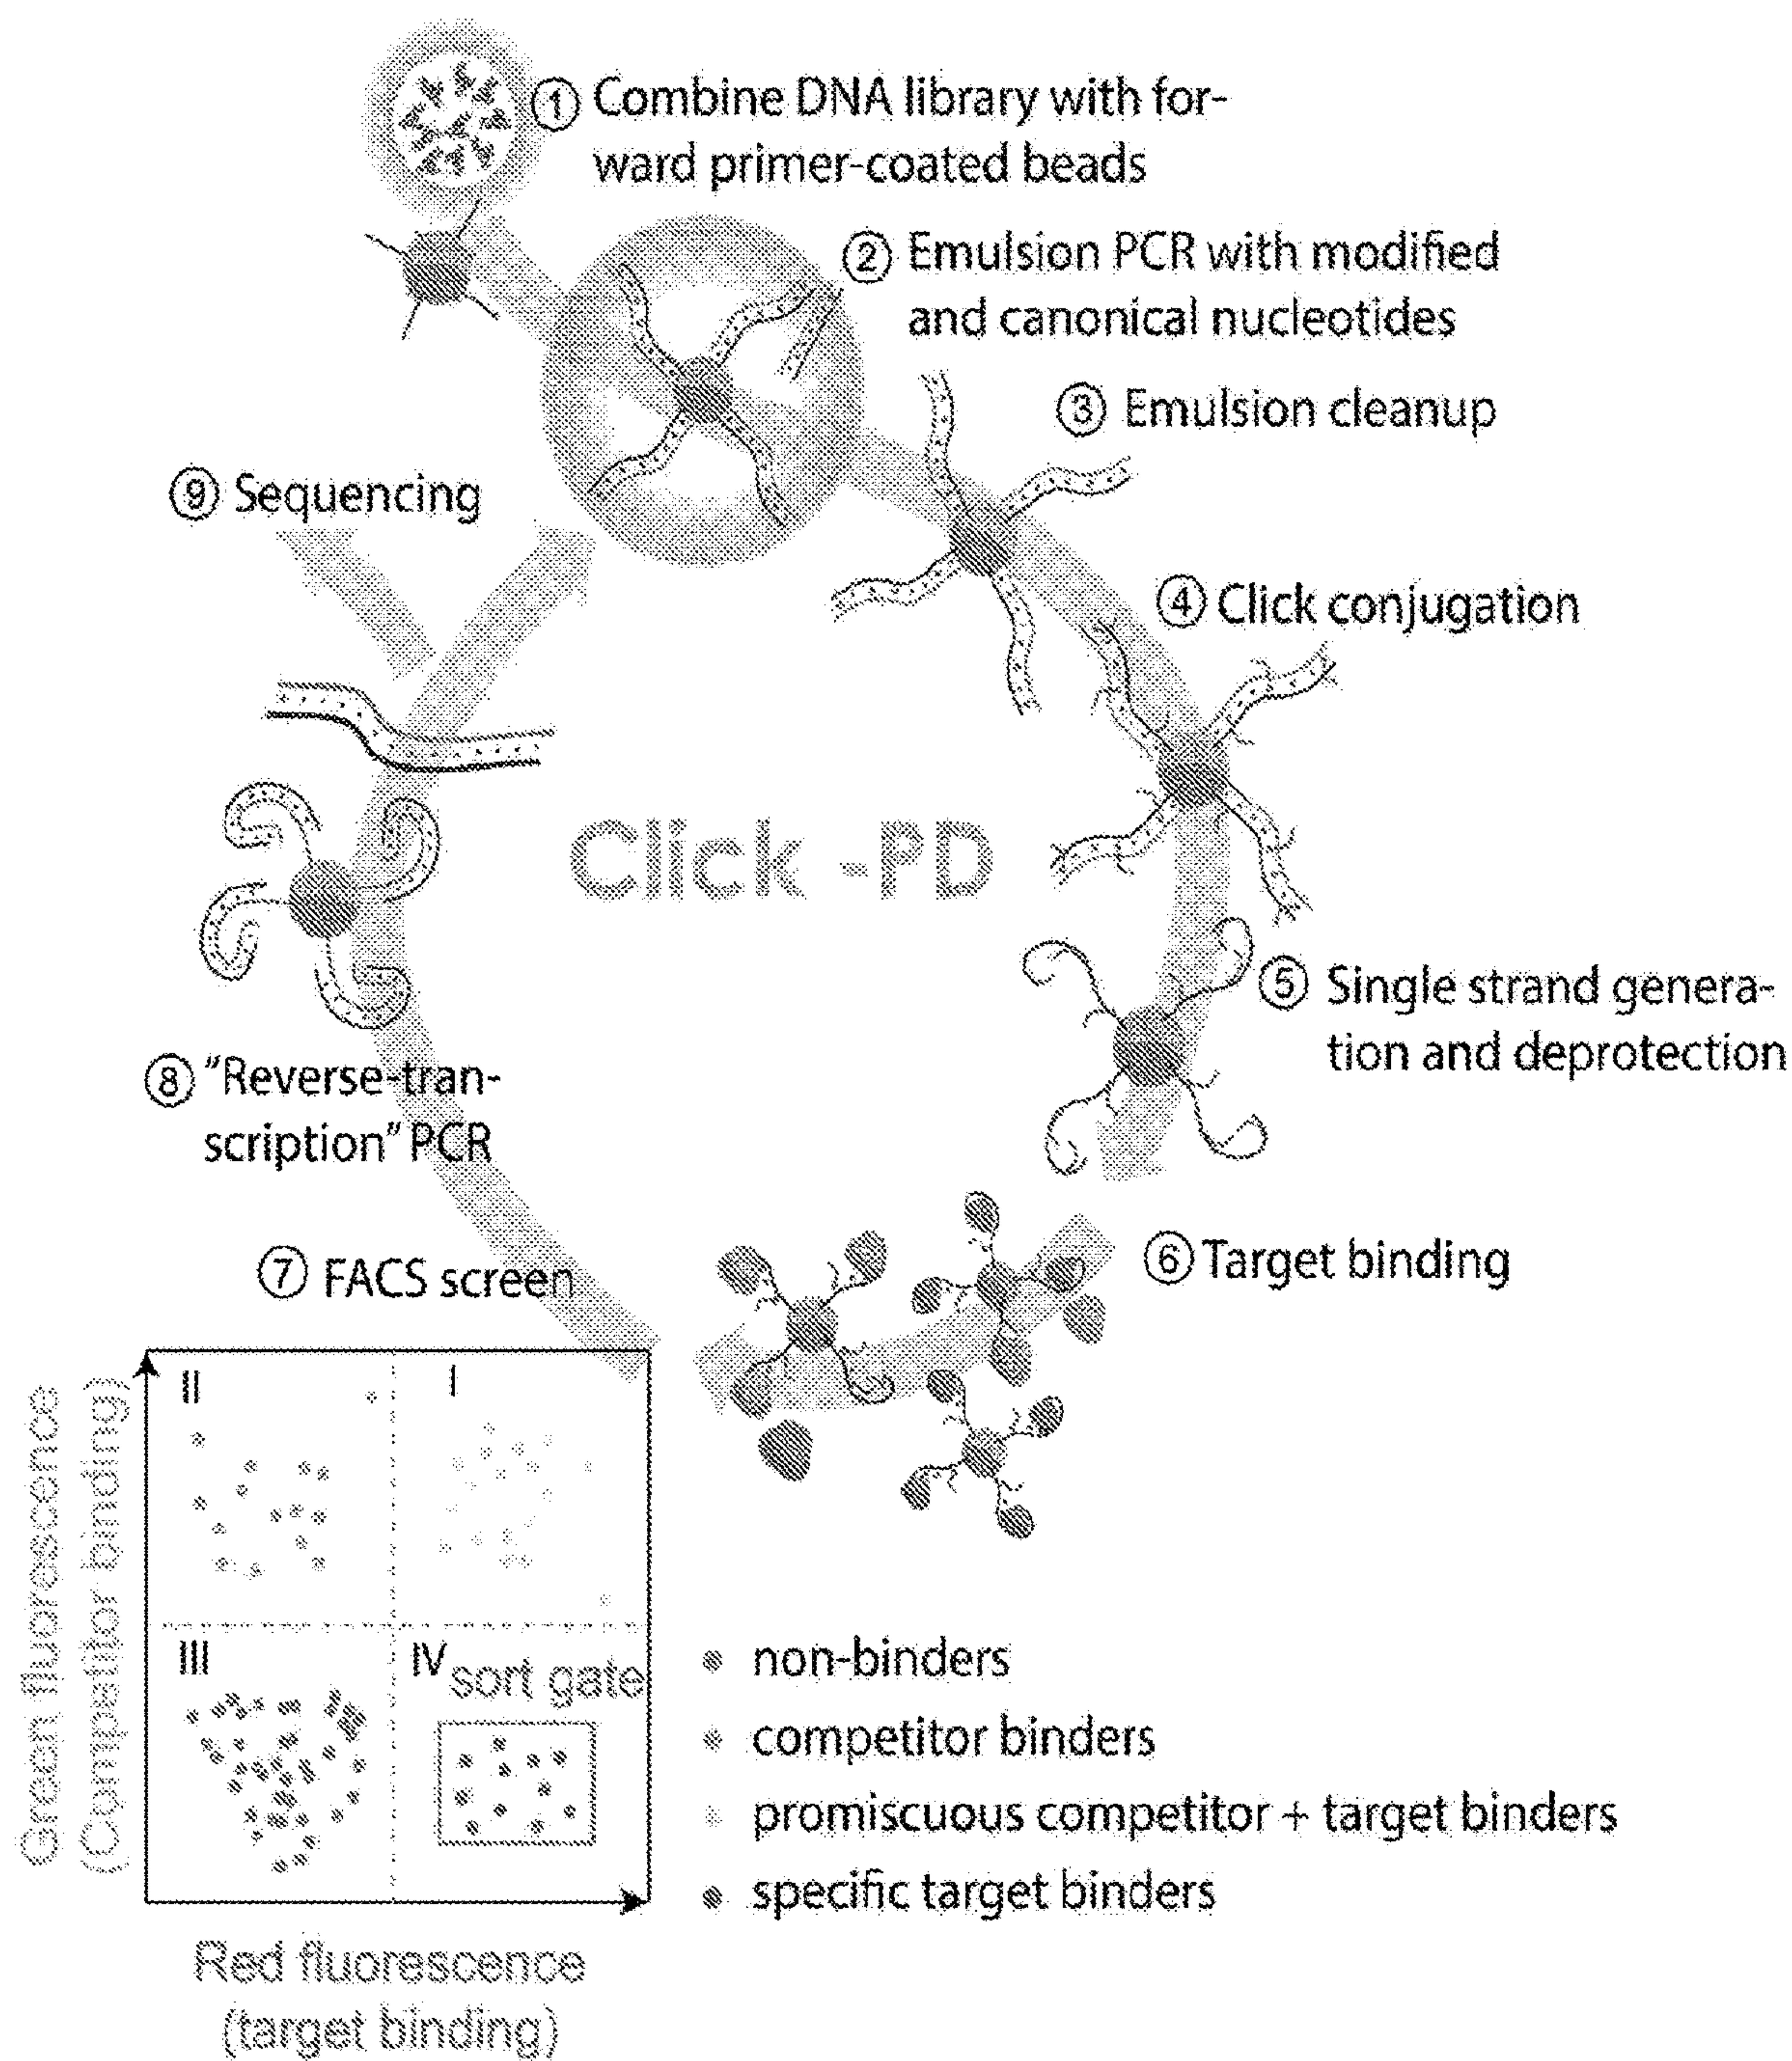 ① Combine DNA library with for-
ward primer-coated beads
② Emulsion PCR with modified
and canonical nucleotides
③ Emulsion cleanup
⑨ Sequencing
④ Click conjugation
Click -PD
⑤ Single strand genera-
tion and deprotection
⑧ “Reverse-tran-
scription” PCR
⑥ Target binding
⑦ FACS screen
II
I
III
IV
sort gate
Green fluorescence
(Competitor binding)
Red fluorescence
(target binding)
non-binders
competitor binders
promiscuous competitor + target binders
specific target binders